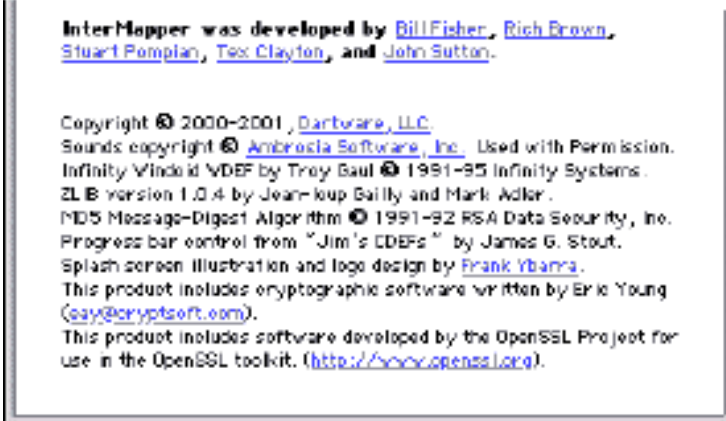 InterMapper was developed by Bill Fisher, Rich Brown,
Stuart Pompian, Tex Clayton, and John Sutton.
Copyright © 2000-2001, Dartware, LLC.
Sounds copyright © Ambrosia Software, Inc. Used with Permission.
Infinity Windoid WDEF by Troy Gaul © 1991-95 Infinity Systems.
ZLIB version 1.0.4 by Jean-loup Gailly and Mark Adler.
MD5 Message-Digest Algorithm © 1991-92 RSA Data Security, Inc.
Progress bar control from "Jim's CDEFs" by James G. Stout.
Splash screen illustration and logo design by Frank Ybarra.
This product includes cryptographic software written by Eric Young
(eay@cryptsoft.com).
This product includes software developed by the OpenSSL Project for
use in the OpenSSL toolkit. (http://www.openssl.org).